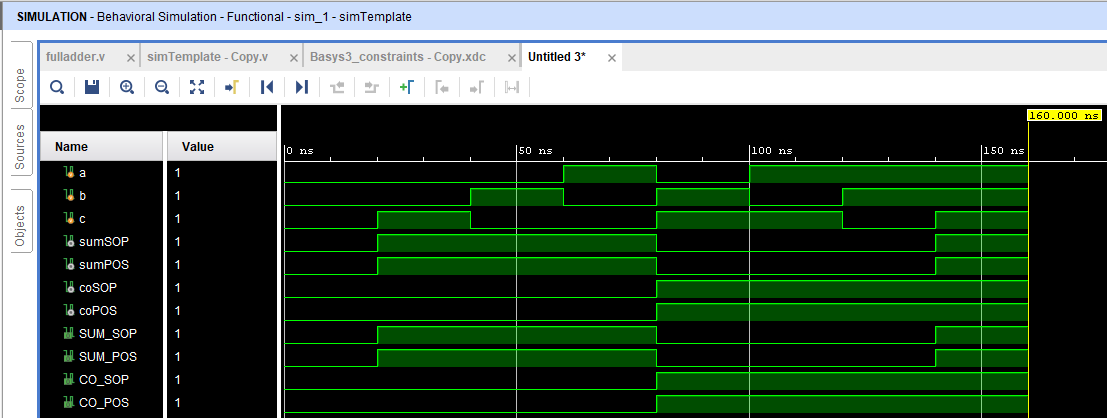 SIMULATION - Behavioral Simulation - Functional - sim_1 - simTemplate
Scope
Sources
Objects
fulladder.v × simTemplate - Copy.v × Basys3_constraints - Copy.xdc × Untitled 3* ×
160.000 ns
Name Value
0 ns 50 ns 100 ns 150 ns
a 1
b 1
c 1
sumSOP 1
sumPOS 1
coSOP 1
coPOS 1
SUM_SOP 1
SUM_POS 1
CO_SOP 1
CO_POS 1